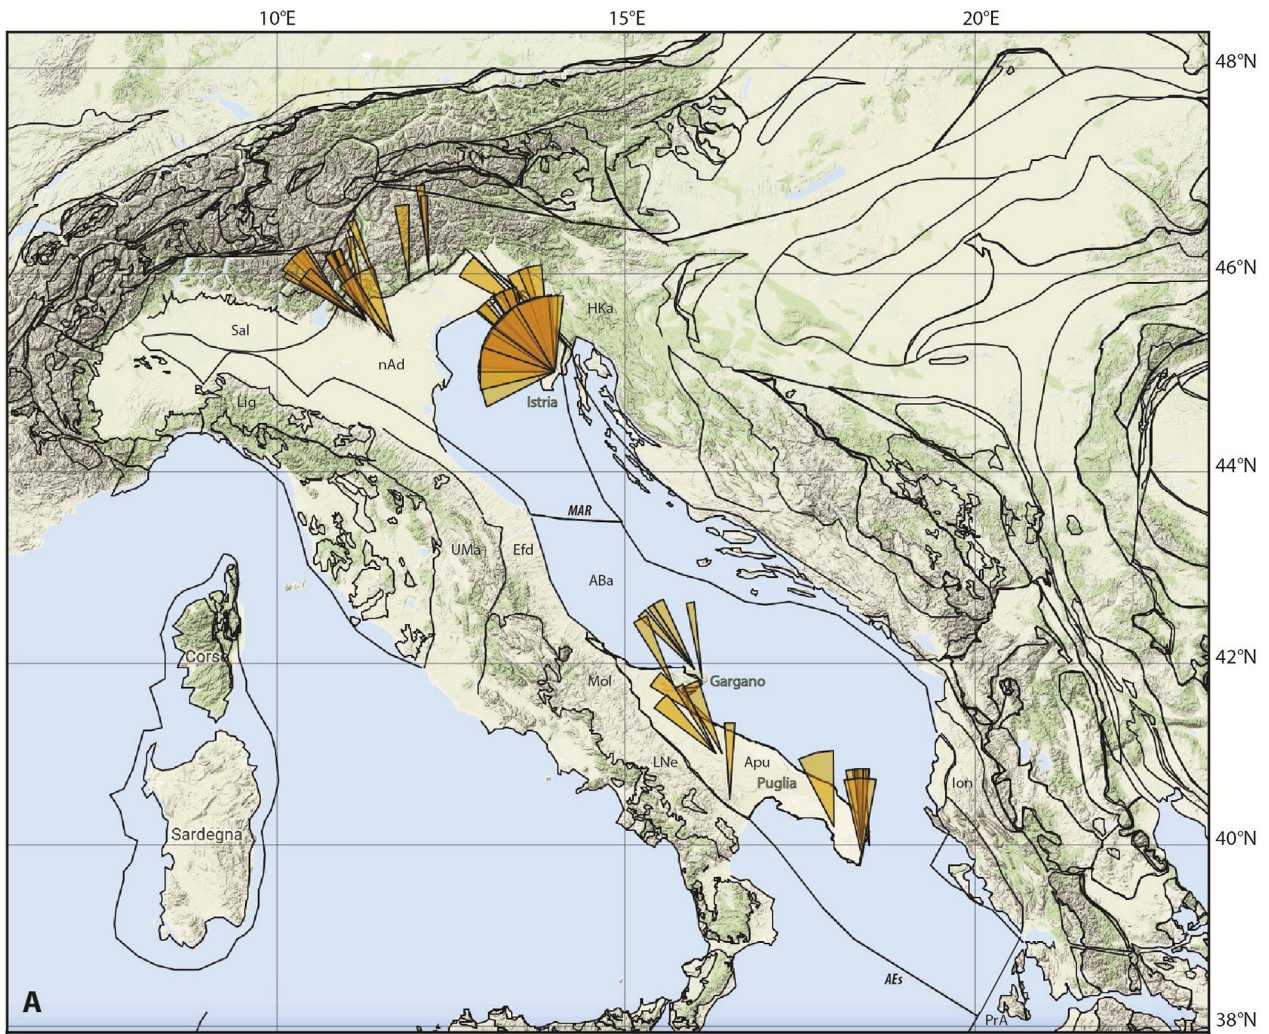 10°E
15°E
20°E
48°N
46°N
HKa
Sal
nAd
Lig
Istria
44°N
MAR
UMa
Efd
ABa
Corse
42°N
Mol
Gargano
LNe
Apu
Puglia
Ion
Sardegna
40°N
AEs
A
PrA
38°N